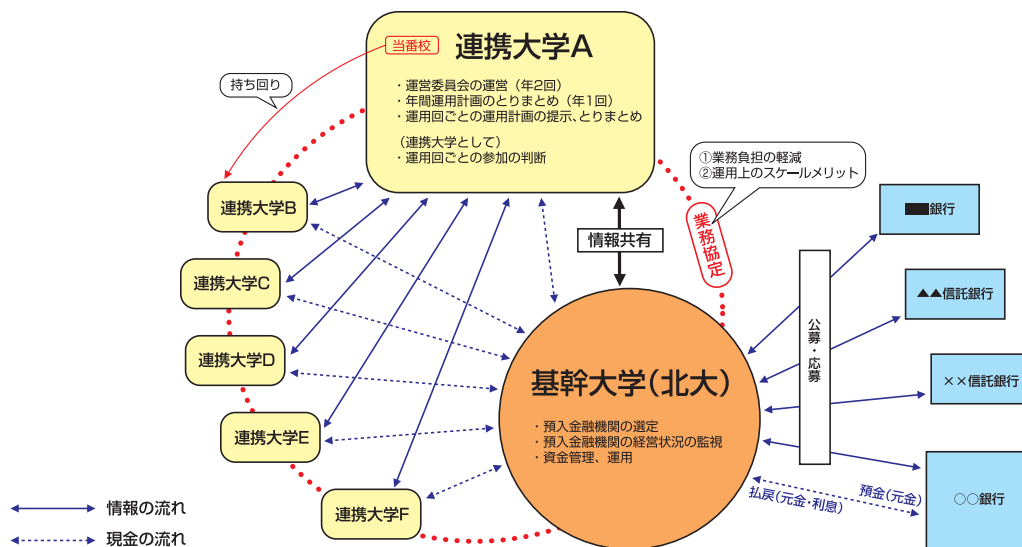 当番校
連携大学A
・運営委員会の運営（年2回）
・年間運用計画のとりまとめ（年1回）
・運用回ごとの運用計画の提示、とりまとめ
（連携大学として）
・運用回ごとの参加の判断
持ち回り
①業務負担の軽減
②運用上のスケールメリット
業務協定
情報共有
連携大学B
連携大学C
連携大学D
連携大学E
連携大学F
基幹大学（北大）
・預入金融機関の選定
・預入金融機関の経営状況の監視
・資金管理、運用
公募・応募
■■銀行
▲▲信託銀行
××信託銀行
○○銀行
預金（元金）
払戻（元金・利息）
情報の流れ
現金の流れ